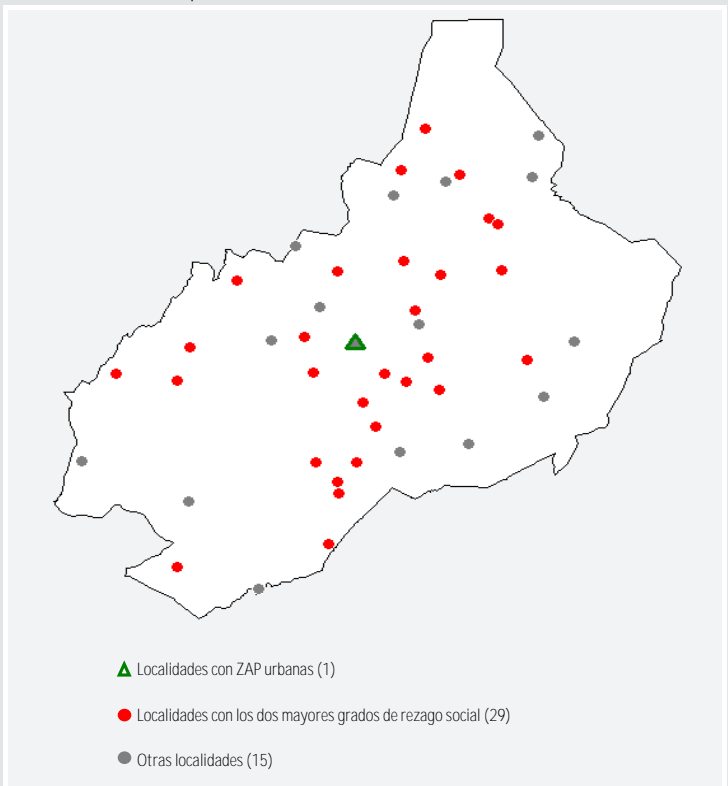 Localidades con ZAP urbanas (1)
Localidades con los dos mayores grados de rezago social (29)
Otras localidades (15)